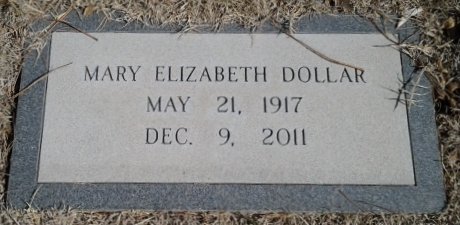 MARY ELIZABETH DOLLAR
MAY 21, 1917
DEC. 9, 2011